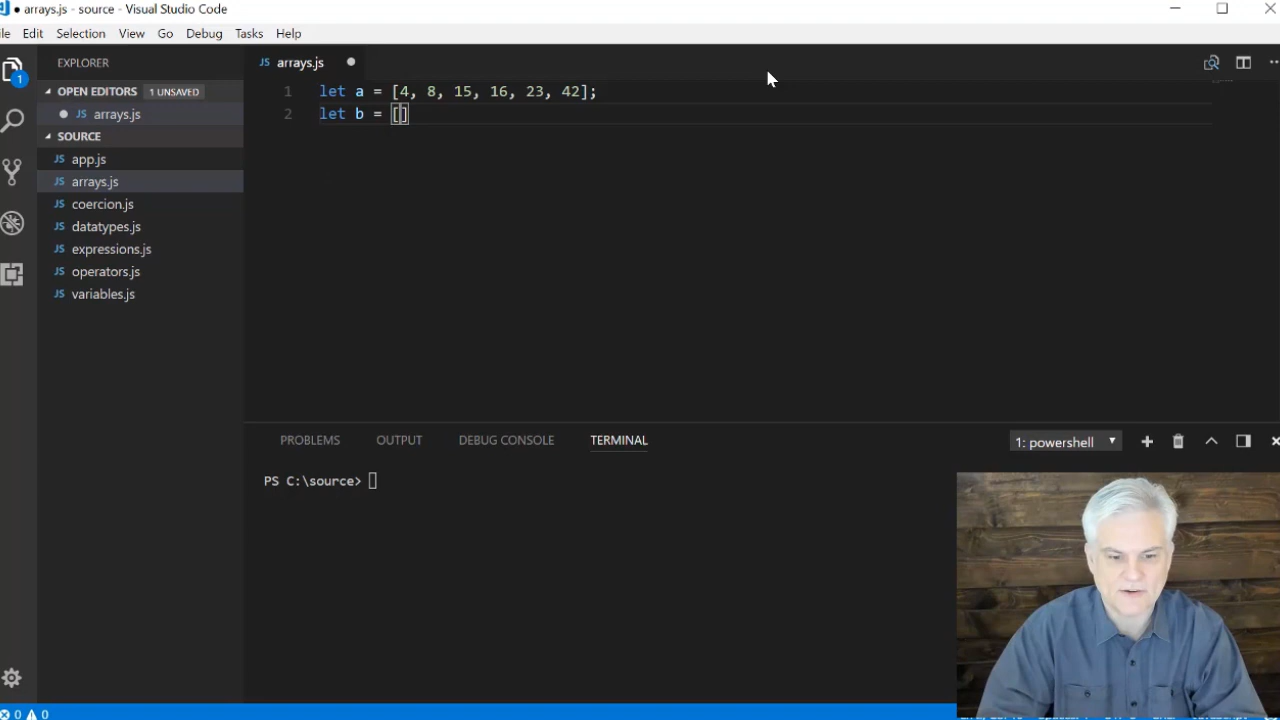 ● arrays.js - source - Visual Studio Code
ile Edit Selection View Go Debug Tasks Help
EXPLORER
JS arrays.js
OPEN EDITORS 1 UNSAVED
JS arrays.js
SOURCE
JS app.js
JS arrays.js
JS coercion.js
JS datatypes.js
JS expressions.js
JS operators.js
JS variables.js
1
1 let a = [4, 8, 15, 16, 23, 42];
2 let b = []
PROBLEMS OUTPUT DEBUG CONSOLE TERMINAL
1: powershell
PS C:\source>
0 0